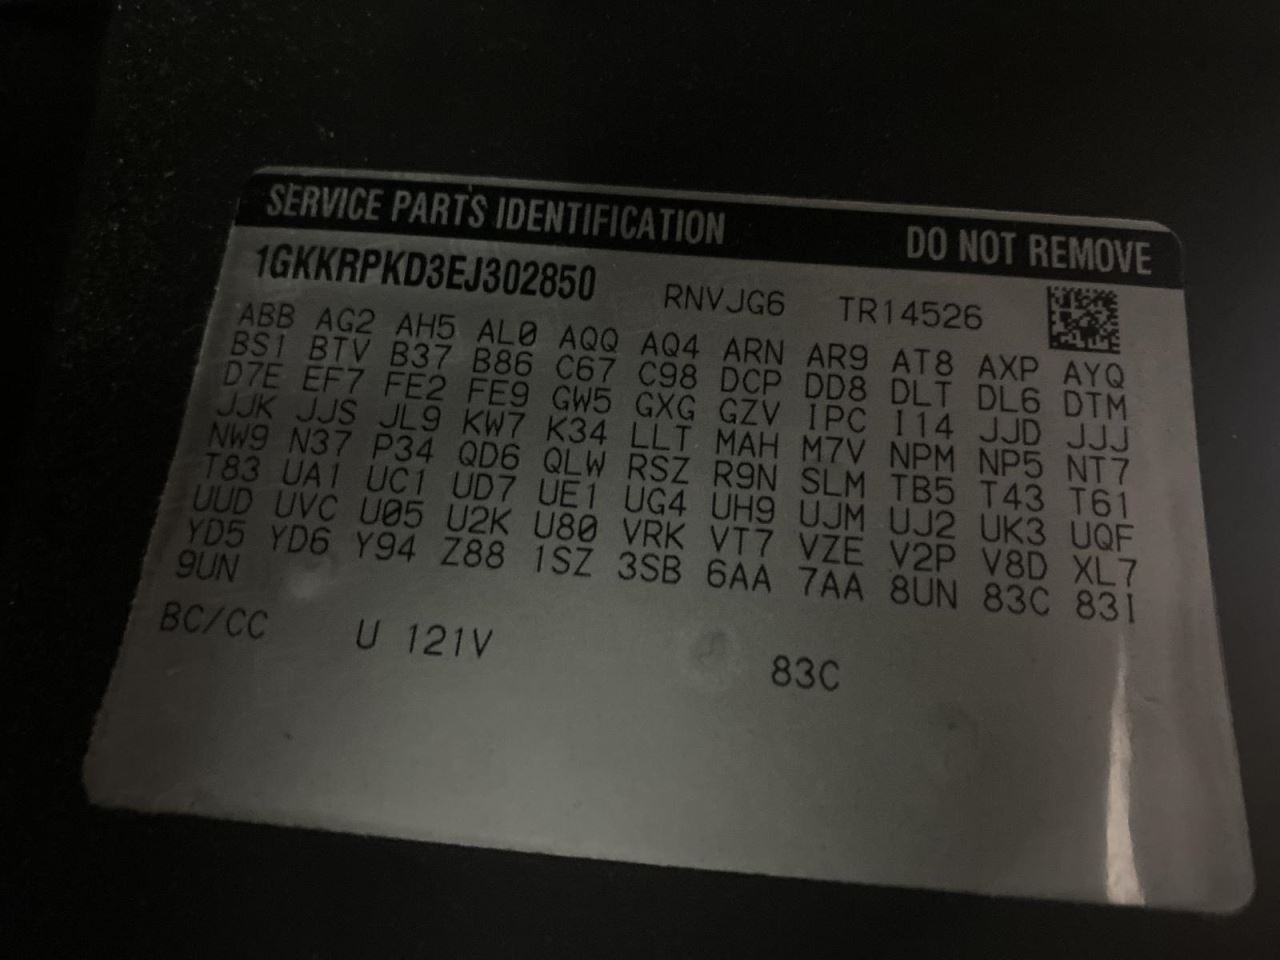 SERVICE PARTS IDENTIFICATION DO NOT REMOVE
1GKKRPKD3EJ302850 RNVJG6 TR14526
ABB AG2 AH5 AL0 AQQ AQ4 ARN AR9 AT8 AXP AYQ
BS1 BTV B37 B86 C67 C98 DCP DD8 DLT DL6 DTM
D7E EF7 FE2 FE9 GW5 GXG GZV IPC I14 JJD JJJ
JJK JJS JL9 KW7 K34 LLT MAH M7V NPM NP5 NT7
NW9 N37 P34 QD6 QLW RSZ R9N SLM TB5 T43 T61
T83 UA1 UC1 UD7 UE1 UG4 UH9 UJM UJ2 UK3 UQF
UUD UVC U05 U2K U80 VRK VT7 VZE V2P V8D XL7
YD5 YD6 Y94 Z88 1SZ 3SB 6AA 7AA 8UN 83C 83I
9UN
BC/CC U 121V 83C